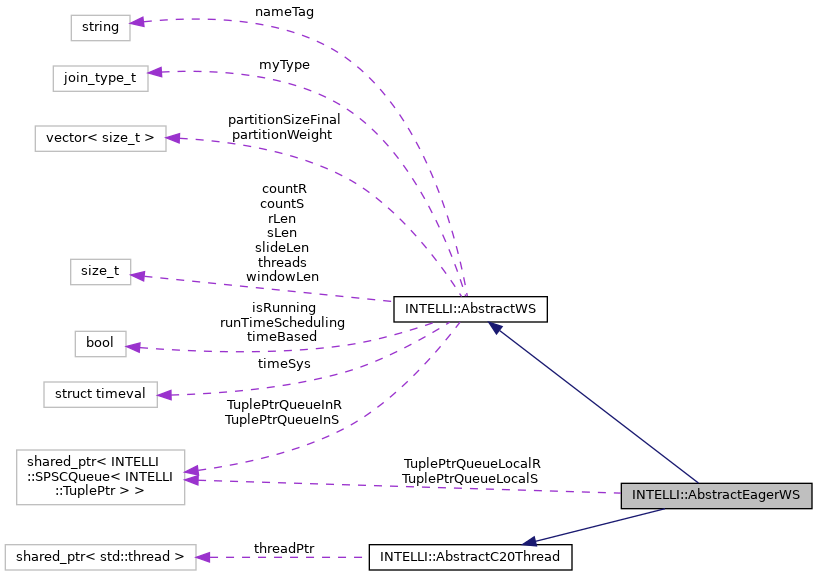 nameTag
string
myType
join_type_t
partitionSizeFinal
partitionWeight
vector< size_t >
countR
countS
rLen
sLen
slideLen
threads
windowLen
size_t
INTELLI::AbstractWS
isRunning
runTimeScheduling
timeBased
bool
timeSys
struct timeval
TuplePtrQueueInR
TuplePtrQueueInS
shared_ptr< INTELLI
::SPSCQueue< INTELLI
::TuplePtr > >
TuplePtrQueueLocalR
TuplePtrQueueLocalS
INTELLI::AbstractEagerWS
threadPtr
shared_ptr< std::thread >
INTELLI::AbstractC20Thread